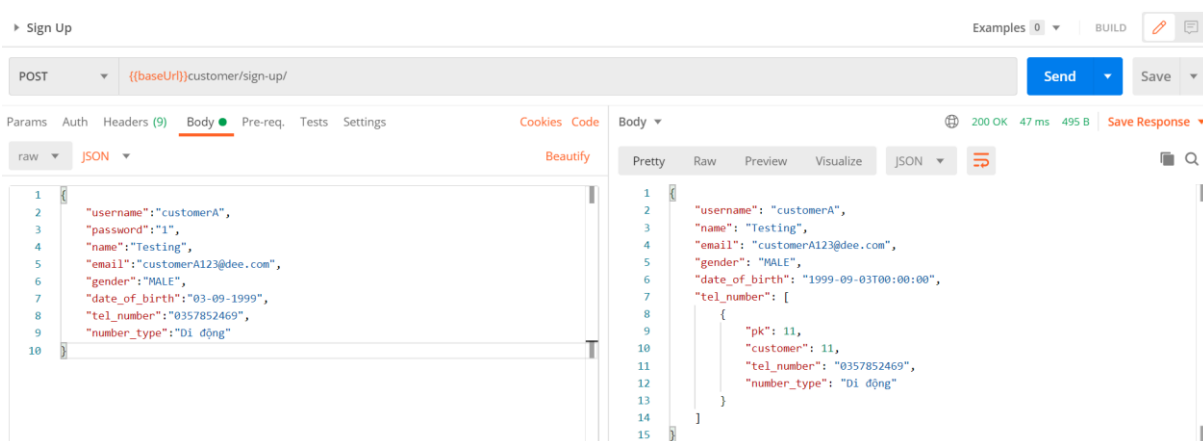 Sign Up
Examples 0 BUILD
POST {{baseUrl}}customer/sign-up/ Send Save
Params Auth Headers (9) Body Pre-req. Tests Settings Cookies Code
raw JSON Beautify
1 {
2 "username":"customerA",
3 "password":"1",
4 "name":"Testing",
5 "email":"customerA123@dee.com",
6 "gender":"MALE",
7 "date_of_birth":"03-09-1999",
8 "tel_number":"0357852469",
9 "number_type":"Di động"
10 }
Body 200 OK 47 ms 495 B Save Response
Pretty Raw Preview Visualize JSON
1 {
2 "username": "customerA",
3 "name": "Testing",
4 "email": "customerA123@dee.com",
5 "gender": "MALE",
6 "date_of_birth": "1999-09-03T00:00:00",
7 "tel_number": [
8 {
9 "pk": 11,
10 "customer": 11,
11 "tel_number": "0357852469",
12 "number_type": "Di động"
13 }
14 ]
15 }